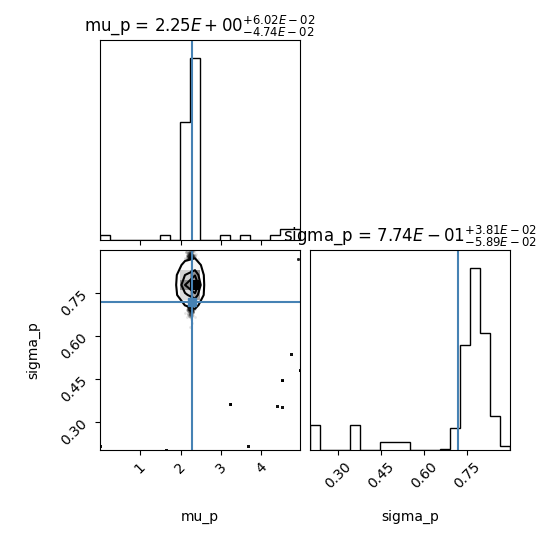 mu_p = 2.25E + 00+6.02E−02
−4.74E−02
sigma_p = 7.74E − 01+3.81E−02
−5.89E−02
0.75
0.60
0.45
0.30
sigma_p
1
2
3
4
mu_p
0.30
0.45
0.60
0.75
sigma_p